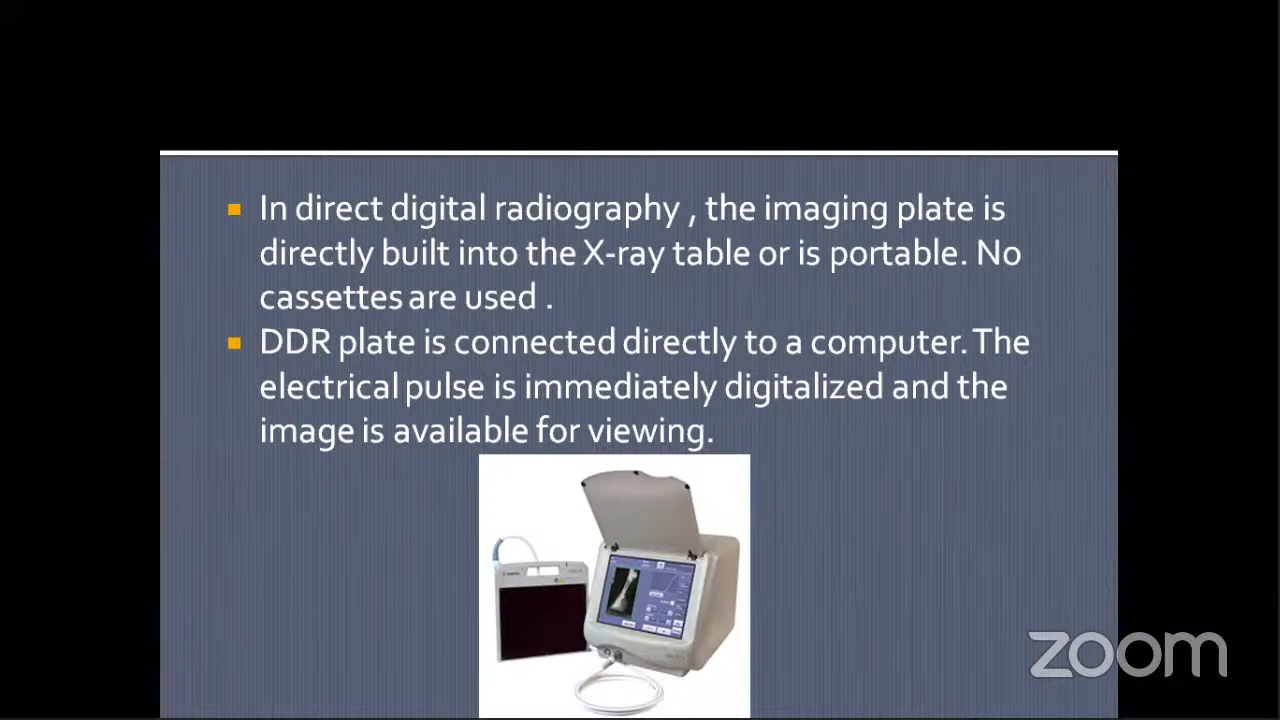 In direct digital radiography , the imaging plate is
directly built into the X-ray table or is portable. No
cassettes are used .
DDR plate is connected directly to a computer. The
electrical pulse is immediately digitalized and the
image is available for viewing.
zoom